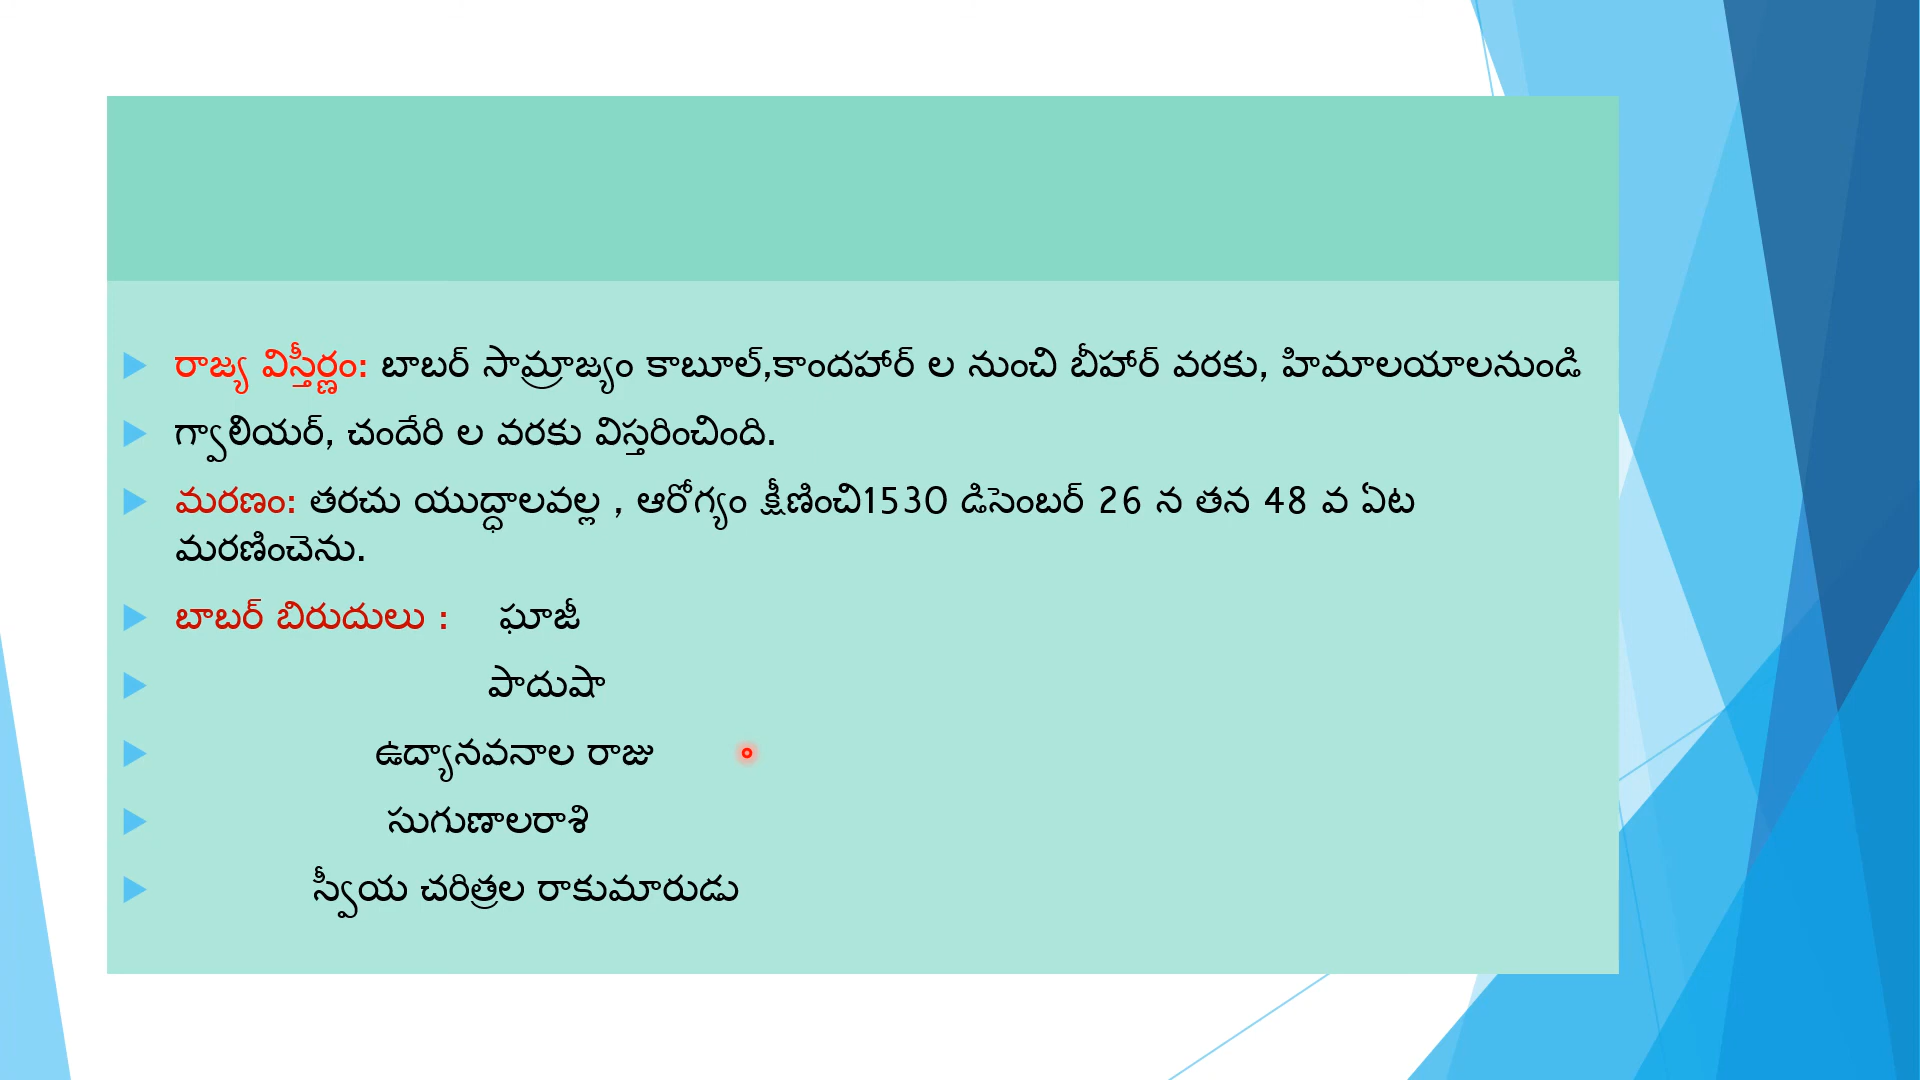 రాజ్య విస్తీర్ణం: బాబర్ సామ్రాజ్యం కాబూల్,కాందహార్ ల నుంచి బీహార్ వరకు, హిమాలయాలనుండి
గ్వాలియర్, చందేరి ల వరకు విస్తరించింది.
మరణం: తరచు యుద్ధాలవల్ల , ఆరోగ్యం క్షీణించి1530 డిసెంబర్ 26 న తన 48 వ ఏట
మరణించెను.
బాబర్ బిరుదులు : ఘాజీ
పాదుషా
ఉద్యానవనాల రాజు
సుగుణాలరాశి
స్వీయ చరిత్రల రాకుమారుడు